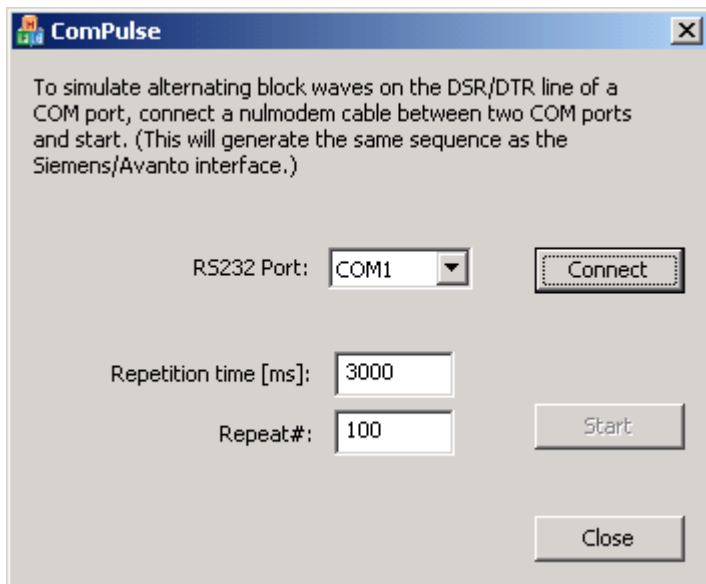 ComPulse
To simulate alternating block waves on the DSR/DTR line of a
COM port, connect a nulmodem cable between two COM ports
and start. (This will generate the same sequence as the
Siemens/Avanto interface.)
RS232 Port: COM1 Connect
Repetition time [ms]: 3000
Repeat#: 100 Start
Close